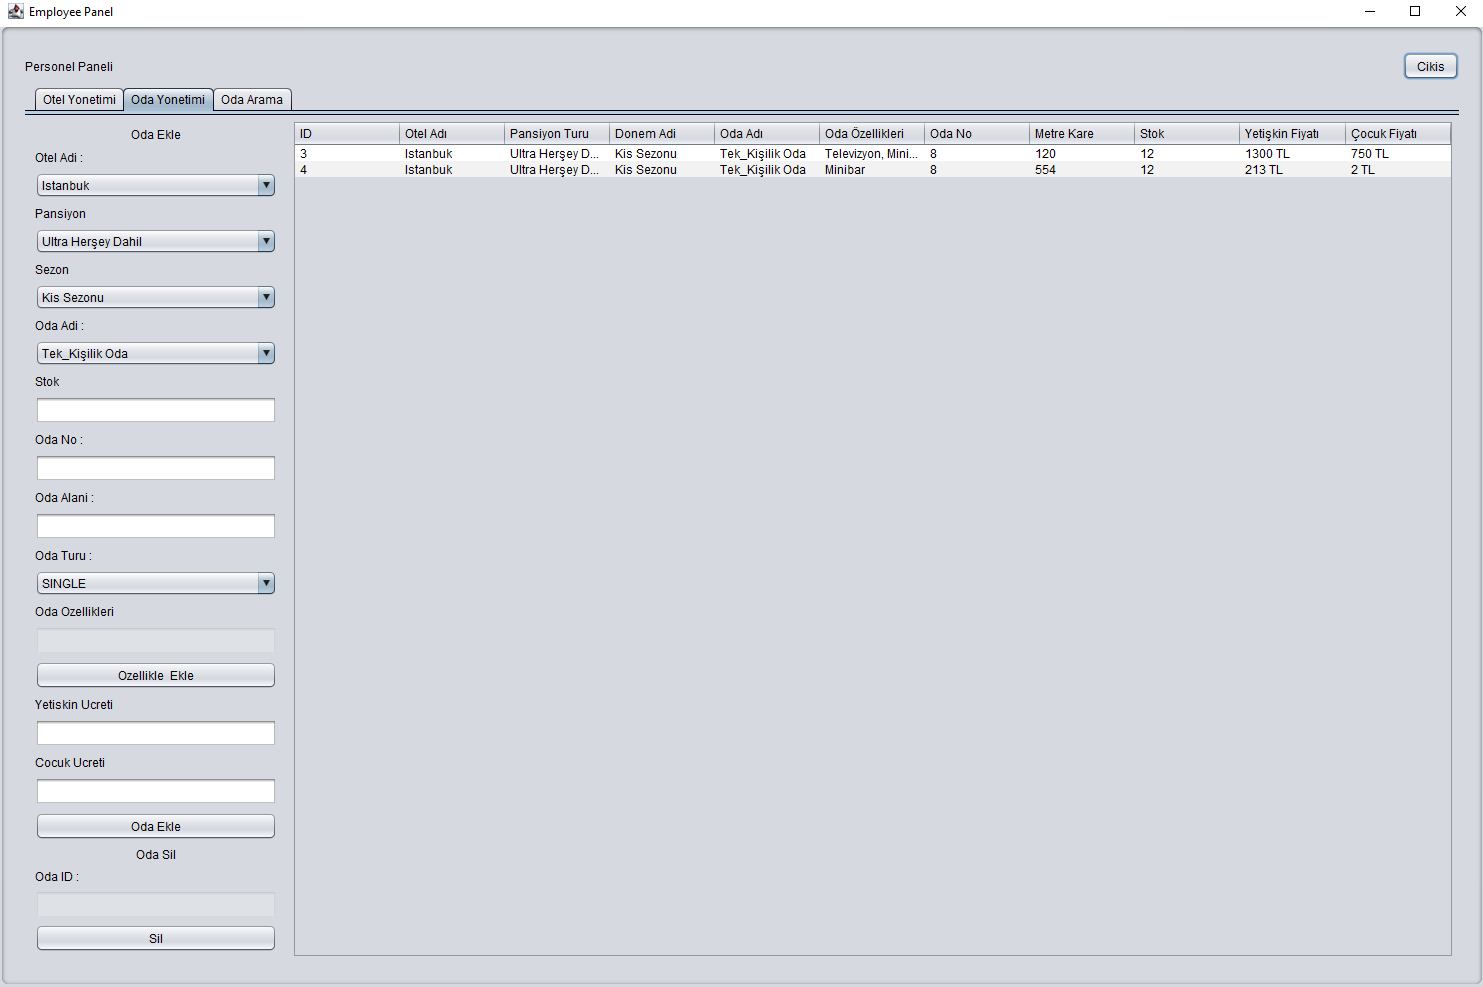 Employee Panel
Personel Paneli
Cikis
Otel Yonetimi Oda Yonetimi Oda Arama
Oda Ekle
Otel Adi :
Istanbuk
Pansiyon
Ultra Herşey Dahil
Sezon
Kis Sezonu
Oda Adi :
Tek_Kişilik Oda
Stok
Oda No :
Oda Alani :
Oda Turu :
SINGLE
Oda Ozellikleri
Ozellikle Ekle
Yetiskin Ucreti
Cocuk Ucreti
Oda Ekle
Oda Sil
Oda ID :
Sil
ID Otel Adı Pansiyon Turu Donem Adi Oda Adı Oda Özellikleri Oda No Metre Kare Stok Yetişkin Fiyatı Çocuk Fiyatı
3 Istanbuk Ultra Herşey D... Kis Sezonu Tek_Kişilik Oda Televizyon, Mini... 8 120 12 1300 TL 750 TL
4 Istanbuk Ultra Herşey D... Kis Sezonu Tek_Kişilik Oda Minibar 8 554 12 213 TL 2 TL